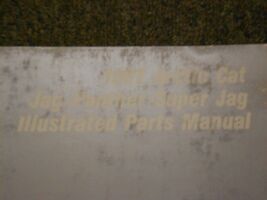 Arctic Cat
Jag Panther Super Jag
Illustrated Parts Manual